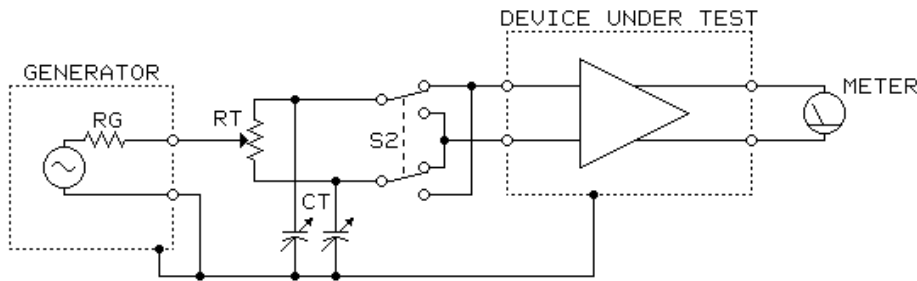 DEVICE UNDER TEST
GENERATOR
METER
RG
RT
S2
CT